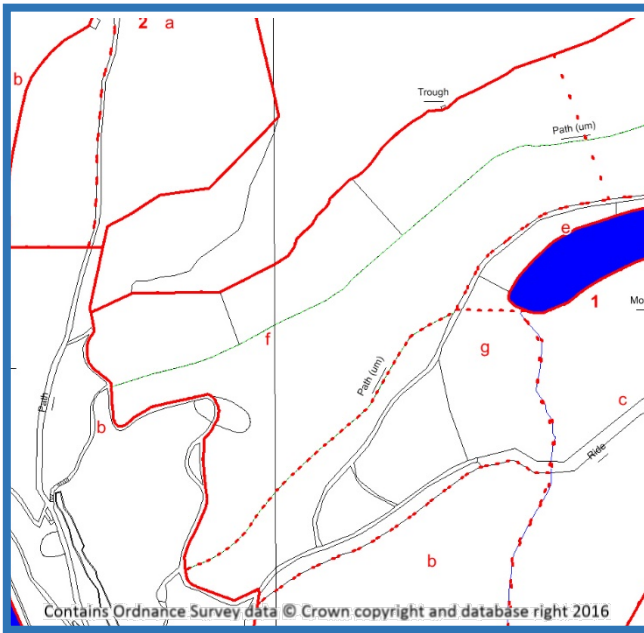 2 a
b
Trough
Path (um)
e
1
Mo
f
g
Path (um)
Path
c
b
Ride
b
Contains Ordnance Survey data © Crown copyright and database right 2016